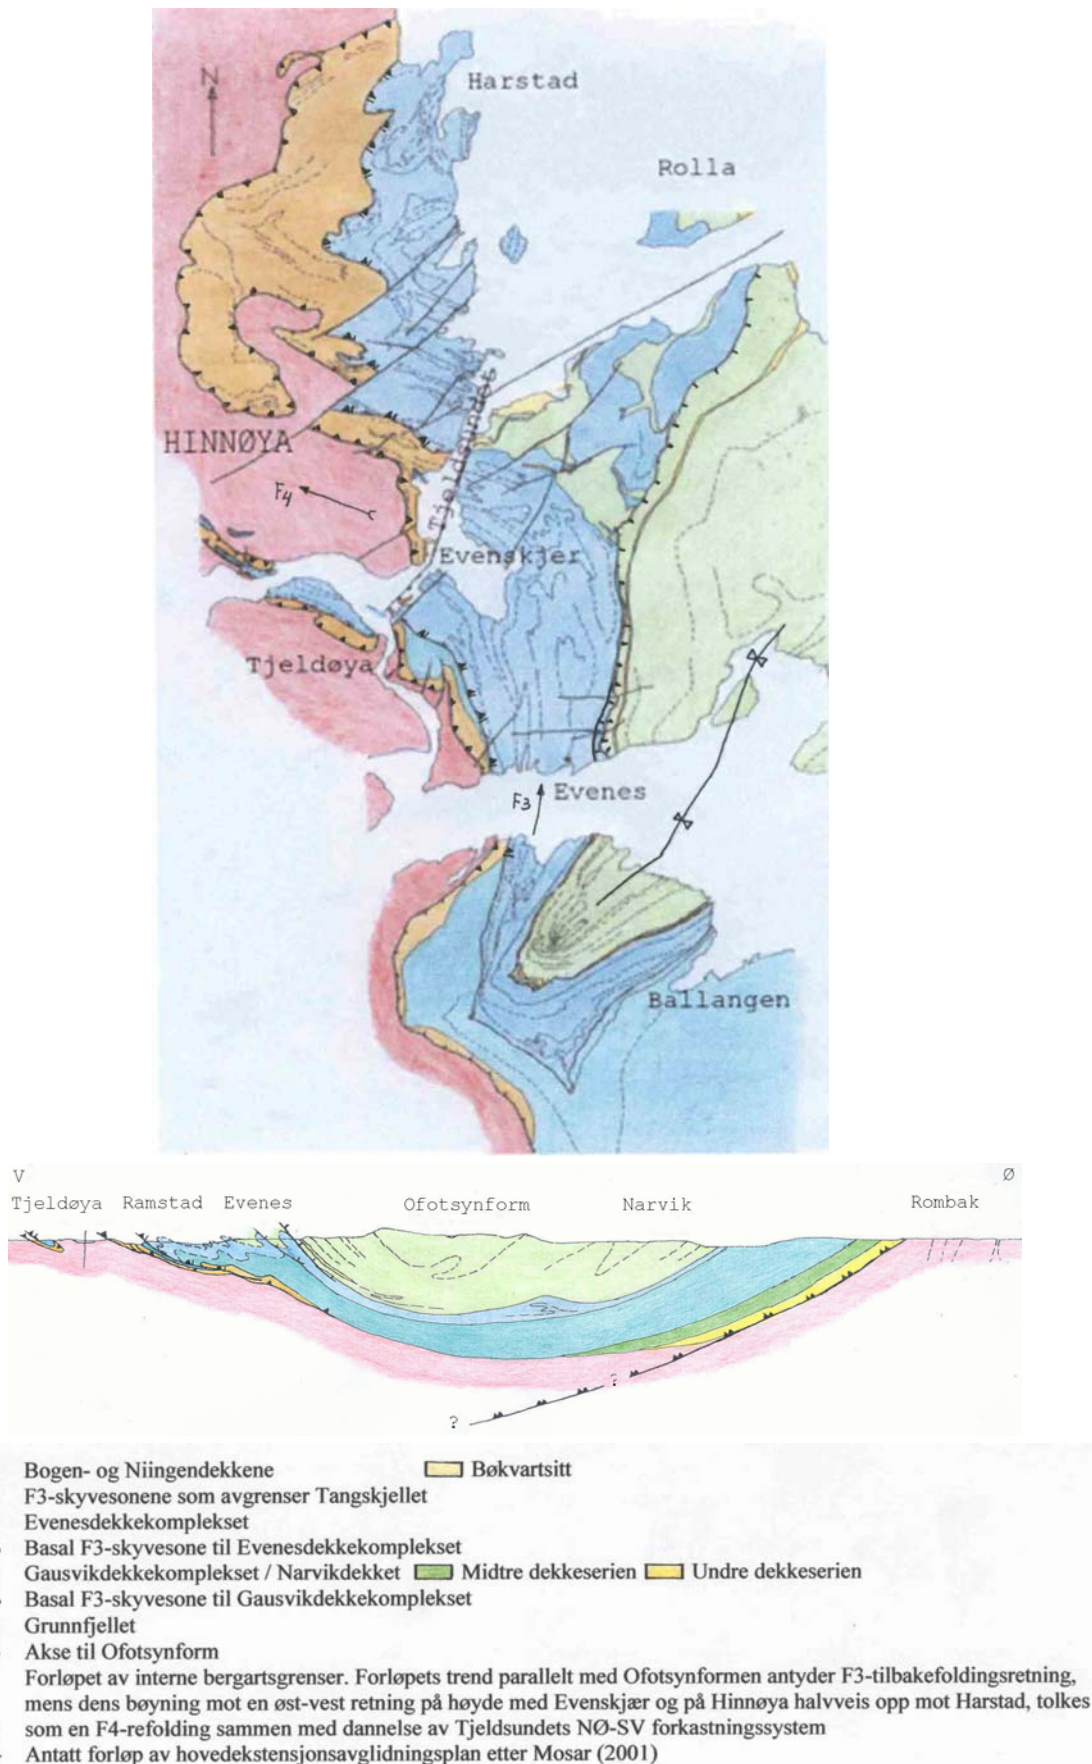 N
Harstad
Rolla
Tjeldsundet
HINNØYA
F4
Evenskjer
Tjeldøya
F3
Evenes
Ballangen
V
Ø
Tjeldøya Ramstad Evenes Ofotsynform Narvik Rombak
?
?
Bogen- og Niingendekkene Bøkvartsitt
F3-skyvesonene som avgrenser Tangskjellet
Evenesdekkekomplekset
Basal F3-skyvesone til Evenesdekkekomplekset
Gausvikdekkekomplekset / Narvikdekket Midtre dekkeserien Undre dekkeserien
Basal F3-skyvesone til Gausvikdekkekomplekset
Grunnfjellet
Akse til Ofotsynform
Forløpet av interne bergartsgrenser. Forløpets trend parallelt med Ofotsynformen antyder F3-tilbakefoldingsretning,
mens dens bøyning mot en øst-vest retning på høyde med Evenskjær og på Hinnøya halvveis opp mot Harstad, tolkes
som en F4-refolding sammen med dannelse av Tjeldsundets NØ-SV forkastningssystem
Antatt forløp av hovedekstensjonsavglidningsplan etter Mosar (2001)